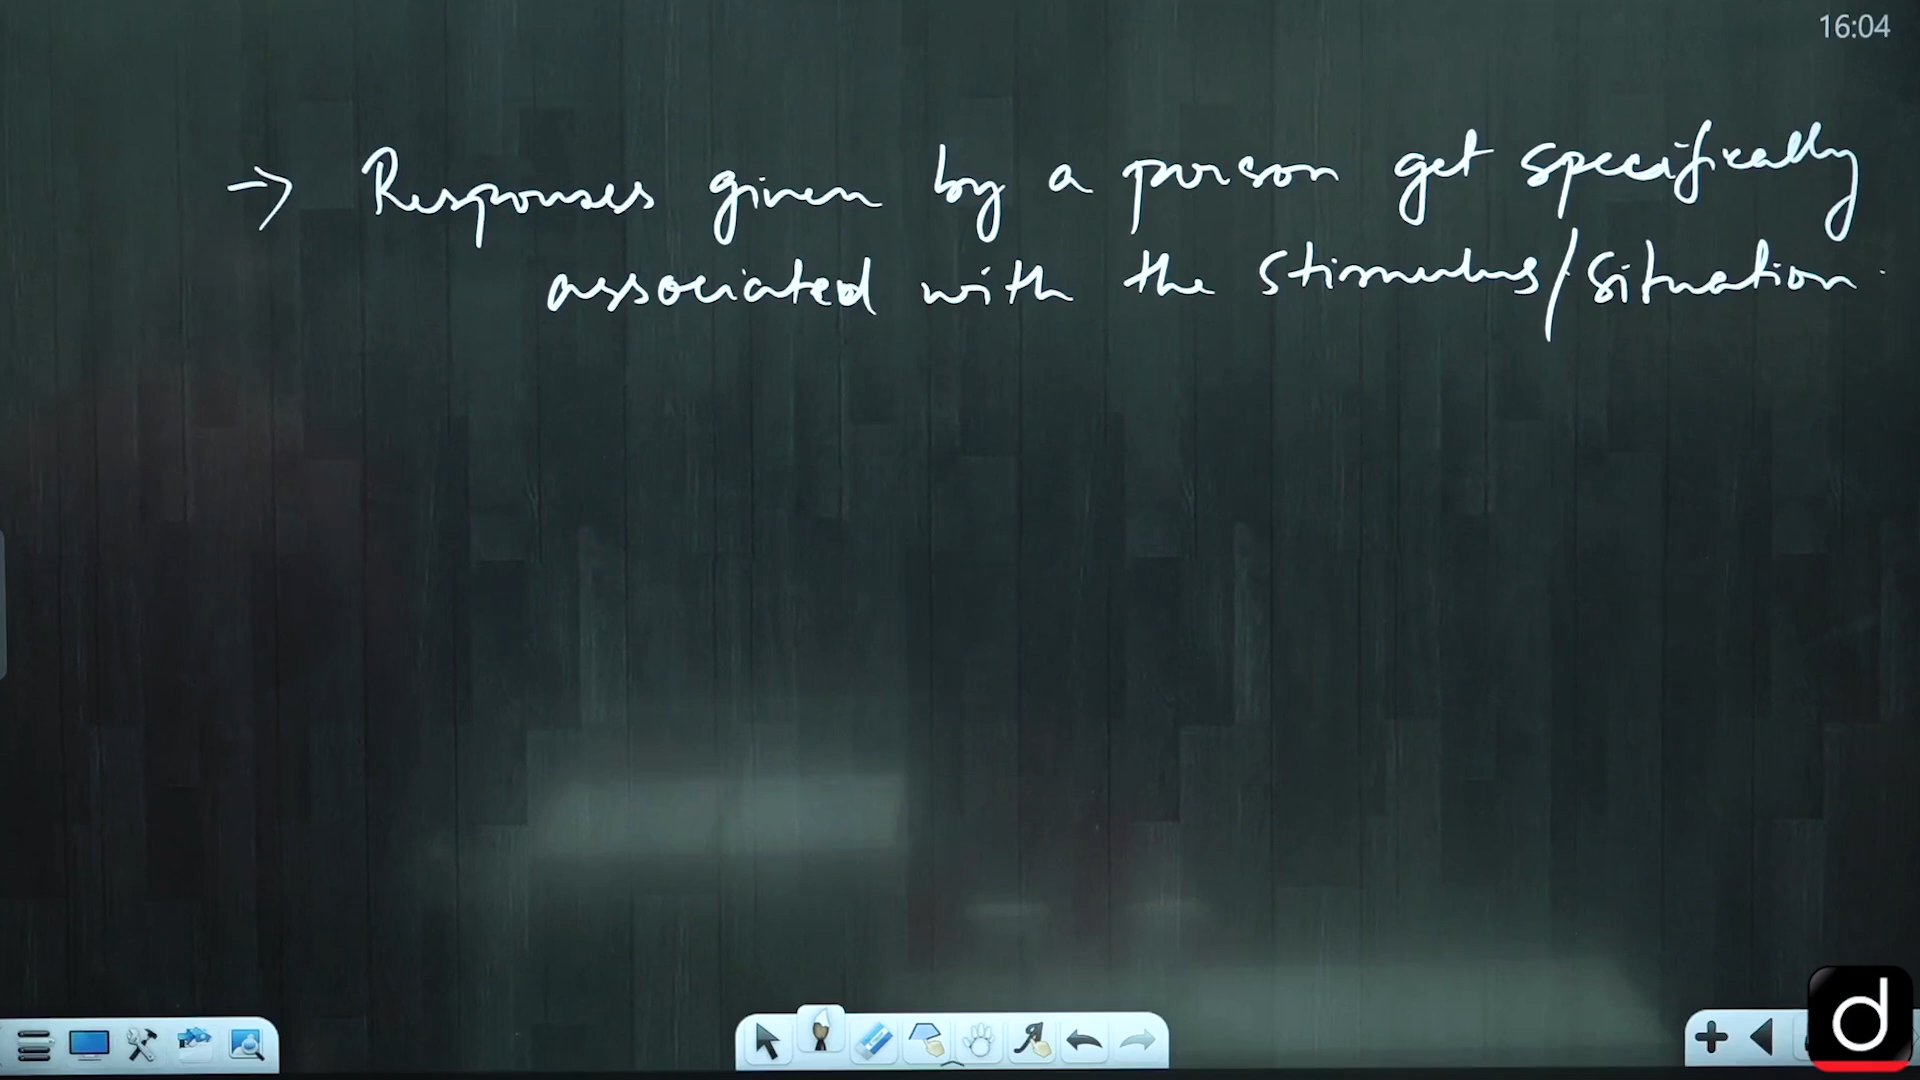 16:04
→ Responses given by a person get specifically
associated with the stimulus/situation.
d